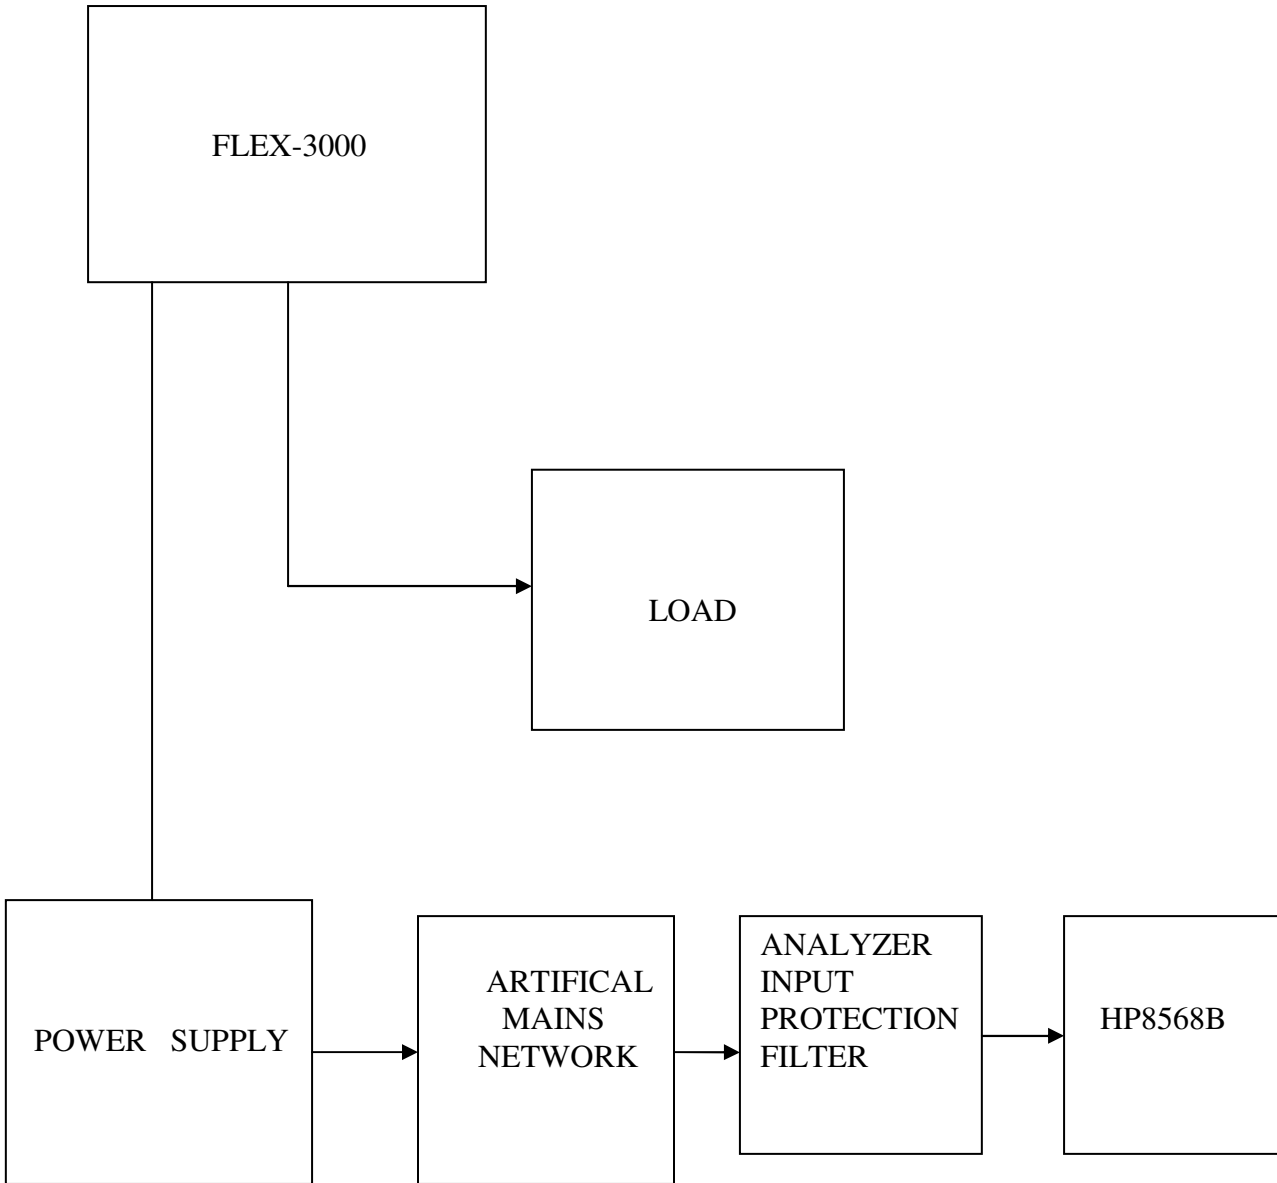 FLEX-3000
LOAD
POWER SUPPLY
ARTIFICAL
MAINS
NETWORK
ANALYZER
INPUT
PROTECTION
FILTER
HP8568B